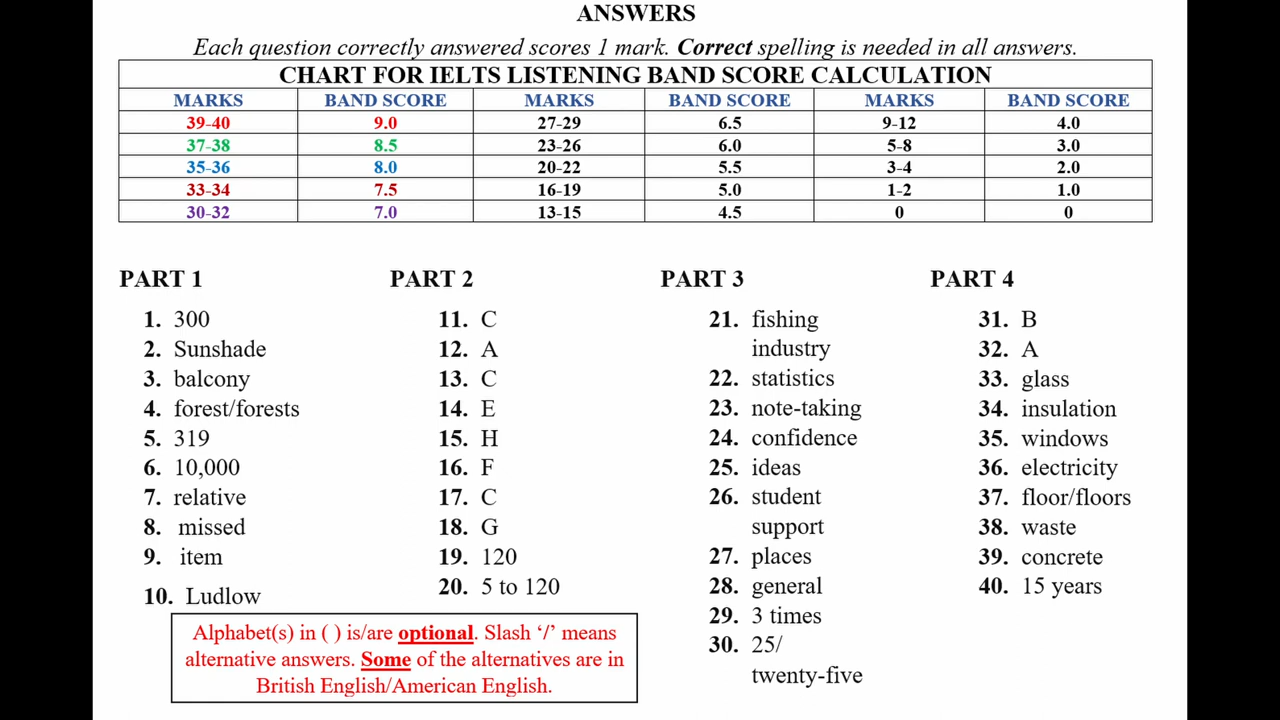 ANSWERS
Each question correctly answered scores 1 mark. Correct spelling is needed in all answers.
CHART FOR IELTS LISTENING BAND SCORE CALCULATION
MARKS BAND SCORE MARKS BAND SCORE MARKS BAND SCORE
39-40 9.0 27-29 6.5 9-12 4.0
37-38 8.5 23-26 6.0 5-8 3.0
35-36 8.0 20-22 5.5 3-4 2.0
33-34 7.5 16-19 5.0 1-2 1.0
30-32 7.0 13-15 4.5 0 0
PART 1
1. 300
2. Sunshade
3. balcony
4. forest/forests
5. 319
6. 10,000
7. relative
8. missed
9. item
10. Ludlow
PART 2
11. C
12. A
13. C
14. E
15. H
16. F
17. C
18. G
19. 120
20. 5 to 120
PART 3
21. fishing
industry
22. statistics
23. note-taking
24. confidence
25. ideas
26. student
support
27. places
28. general
29. 3 times
30. 25/
twenty-five
PART 4
31. B
32. A
33. glass
34. insulation
35. windows
36. electricity
37. floor/floors
38. waste
39. concrete
40. 15 years
Alphabet(s) in ( ) is/are optional. Slash ‘/’ means
alternative answers. Some of the alternatives are in
British English/American English.